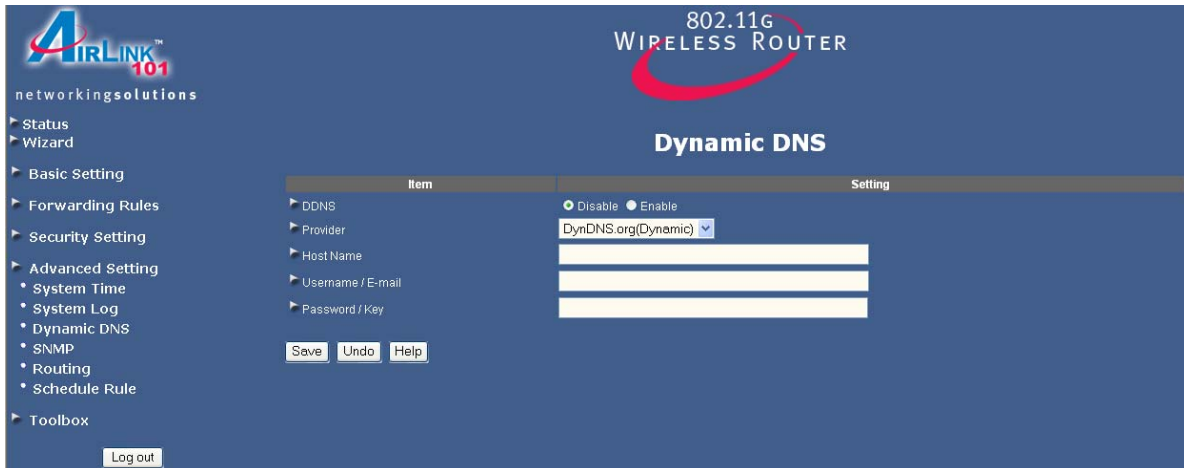 AIRLINK™
101
networkingsolutions
802.11G
WIRELESS ROUTER
Status
Wizard
Basic Setting
Forwarding Rules
Security Setting
Advanced Setting
System Time
System Log
Dynamic DNS
SNMP
Routing
Schedule Rule
Toolbox
Log out
Dynamic DNS
Item Setting
DDNS Disable Enable
Provider DynDNS.org(Dynamic)
Host Name
Username / E-mail
Password / Key
Save Undo Help